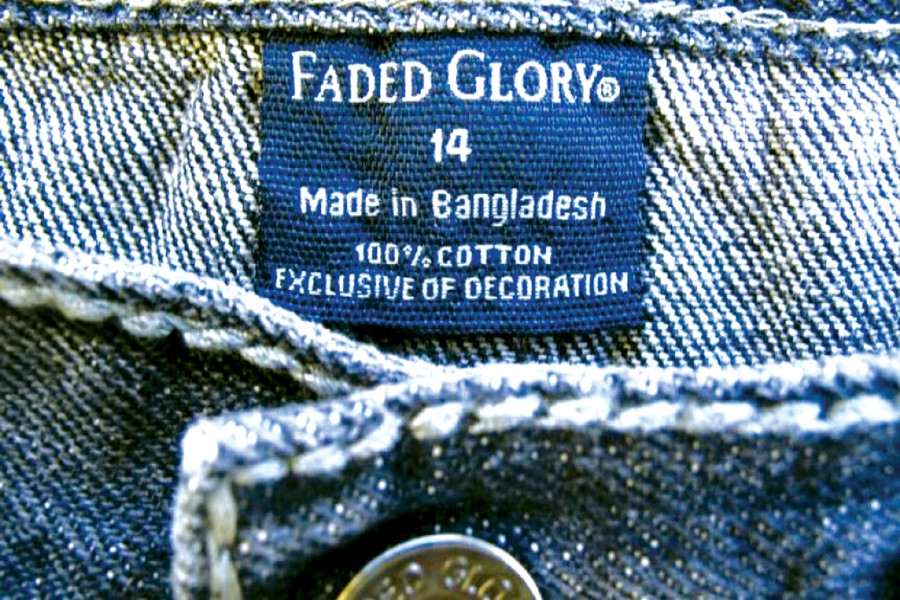 FADED GLORY®
14
Made in Bangladesh
100% COTTON
EXCLUSIVE OF DECORATION